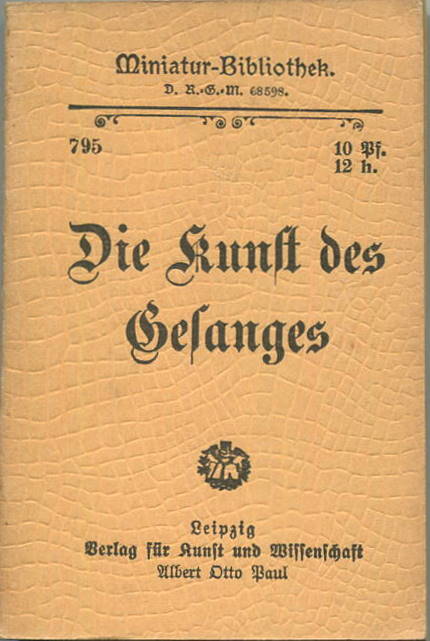 Miniatur-Bibliothek.
D. R.-G.-M. 68598.
795
10 Pf.
12 h.
Die Kunſt des
Geſanges
Leipzig
Verlag für Kunſt und Wiſſenſchaft
Albert Otto Paul